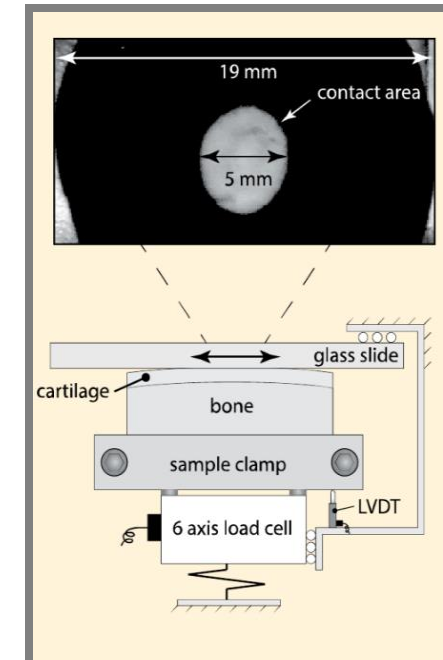 19 mm
contact area
5 mm
glass slide
cartilage
bone
sample clamp
LVDT
6 axis load cell